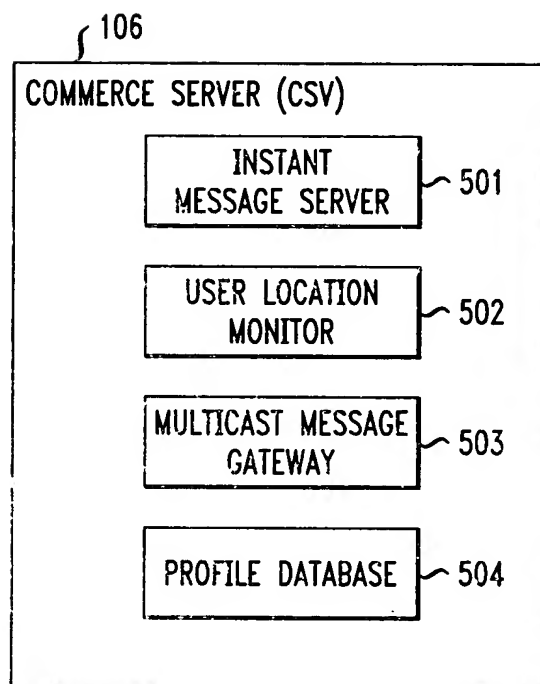 106
COMMERCE SERVER (CSV)
INSTANT
MESSAGE SERVER
501
USER LOCATION
MONITOR
502
MULTICAST MESSAGE
GATEWAY
503
PROFILE DATABASE
504